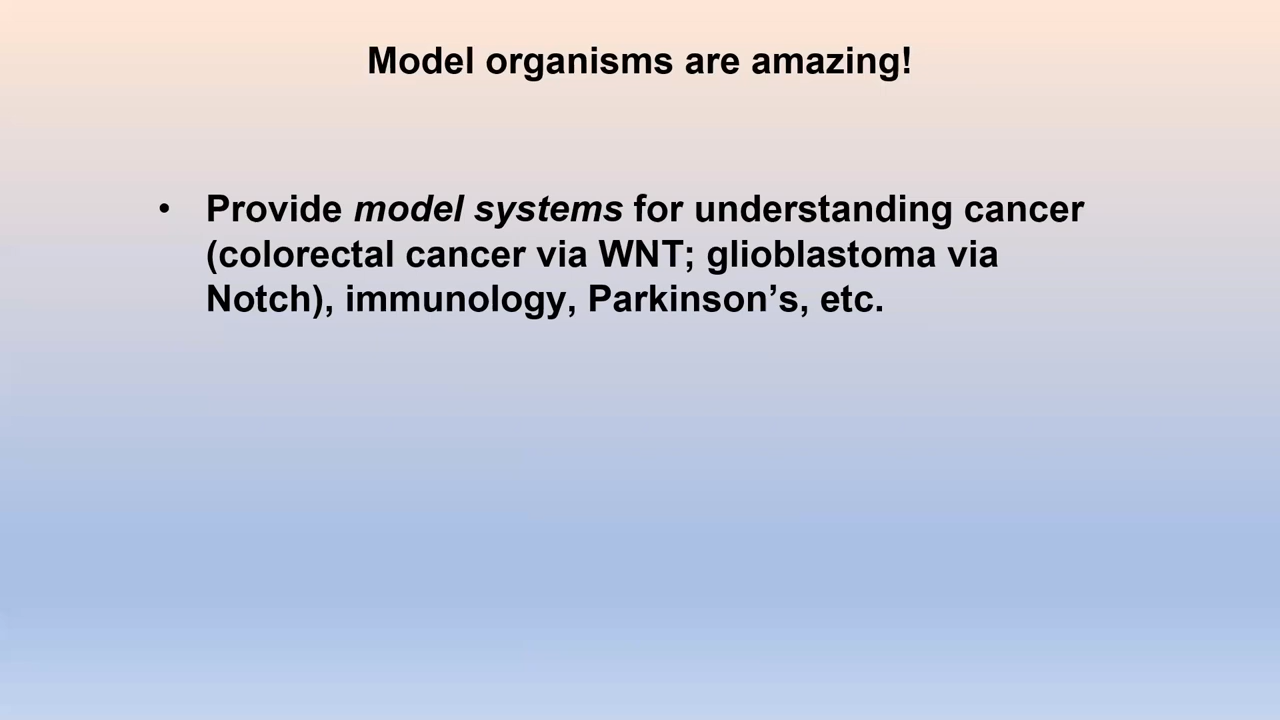 Model organisms are amazing!
• Provide model systems for understanding cancer
(colorectal cancer via WNT; glioblastoma via
Notch), immunology, Parkinson’s, etc.